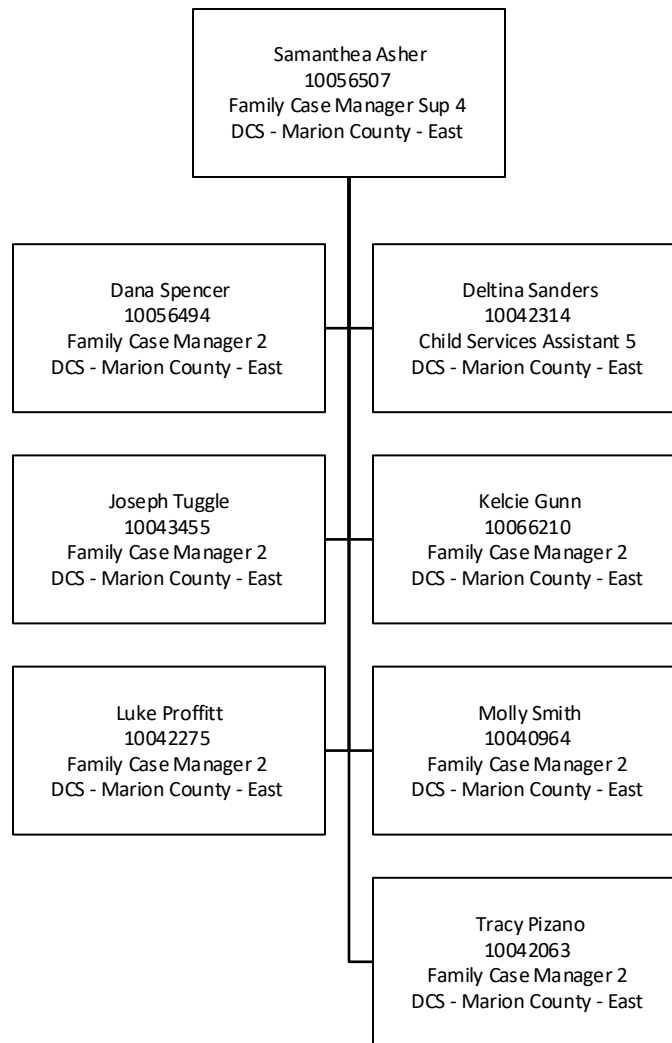 Samanthea Asher
10056507
Family Case Manager Sup 4
DCS - Marion County - East
Dana Spencer
10056494
Family Case Manager 2
DCS - Marion County - East
Deltina Sanders
10042314
Child Services Assistant 5
DCS - Marion County - East
Joseph Tuggle
10043455
Family Case Manager 2
DCS - Marion County - East
Kelcie Gunn
10066210
Family Case Manager 2
DCS - Marion County - East
Luke Proffitt
10042275
Family Case Manager 2
DCS - Marion County - East
Molly Smith
10040964
Family Case Manager 2
DCS - Marion County - East
Tracy Pizano
10042063
Family Case Manager 2
DCS - Marion County - East